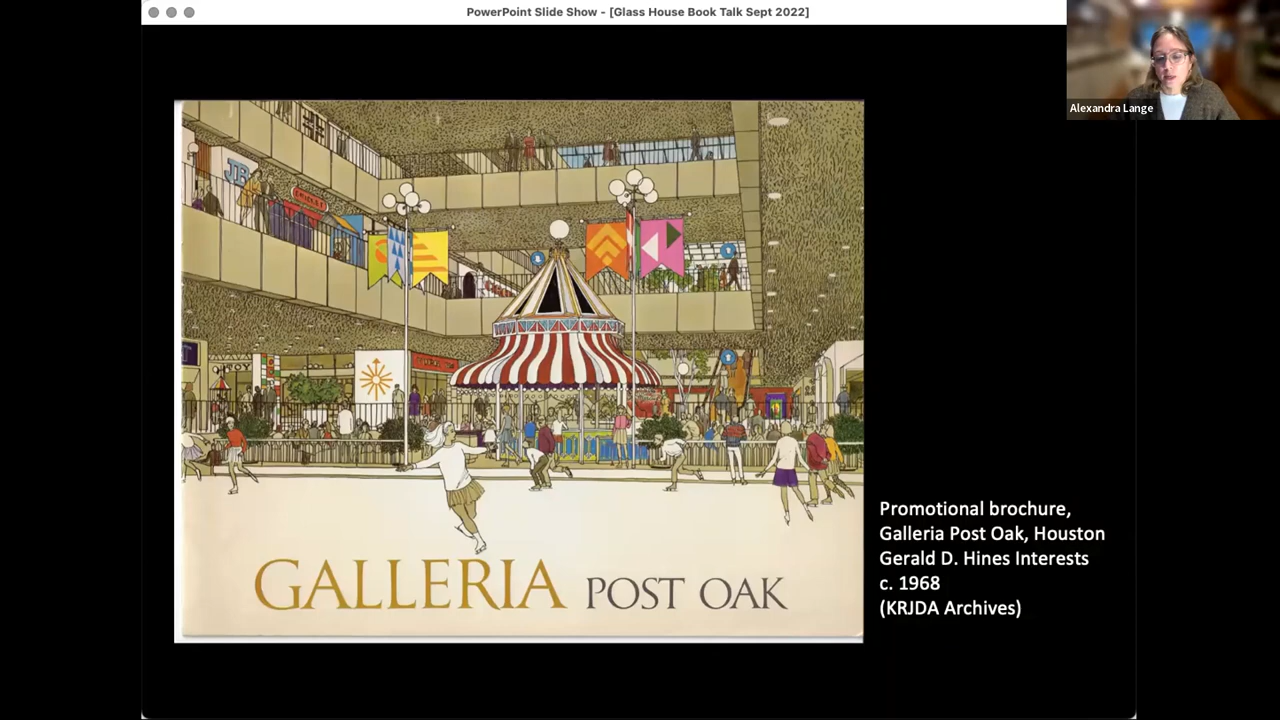 PowerPoint Slide Show - [Glass House Book Talk Sept 2022]
Alexandra Lange
JB
GALLERIA POST OAK
Promotional brochure,
Galleria Post Oak, Houston
Gerald D. Hines Interests
c. 1968
(KRJDA Archives)